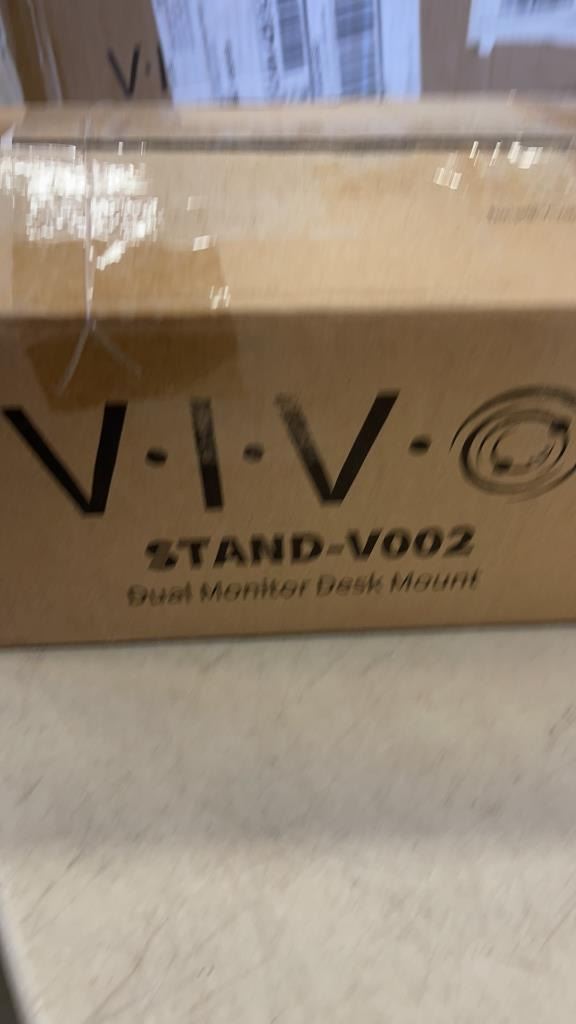 V·I
V·I·V·O
STAND-V002
Dual Monitor Desk Mount